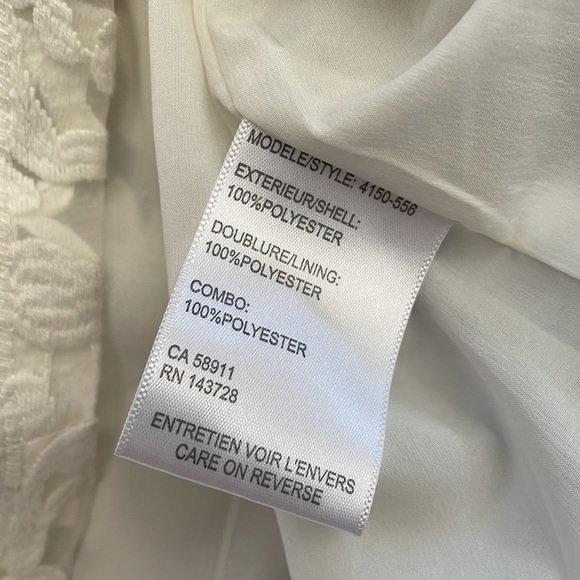 MODELE/STYLE: 4150-556
EXTERIEUR/SHELL:
100%POLYESTER
DOUBLURE/LINING:
100%POLYESTER
COMBO:
100%POLYESTER
CA 58911
RN 143728
ENTRETIEN VOIR L'ENVERS
CARE ON REVERSE